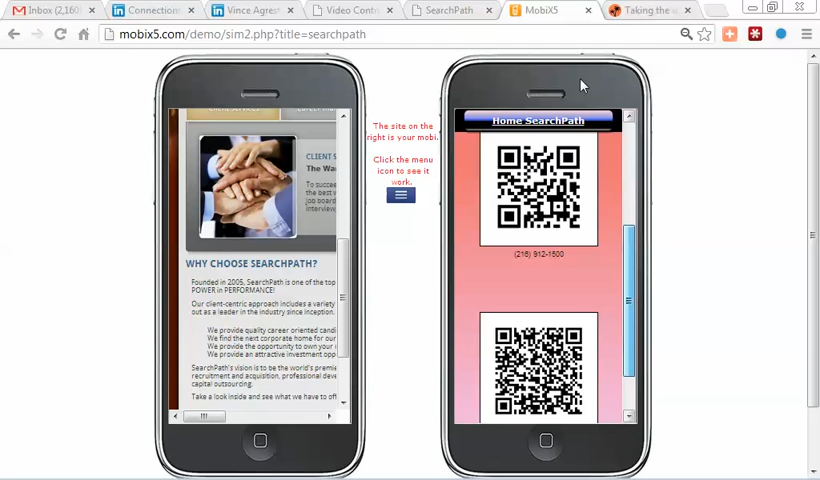 Inbox (2,160)
Connections
Vince Agres
Video Contr
SearchPath
MobiX5
Taking the w
mobix5.com/demo/sim2.php?title=searchpath
The site on the
right is your mobi.
Click the menu
icon to see it
work.
CLIENT S
The Wa
To succee
the best w
job board
interview,
WHY CHOOSE SEARCHPATH?
Founded in 2005, SearchPath is one of the top
POWER in PERFORMANCE!
Our client-centric approach includes a variety
out as a leader in the industry since inception.
We provide quality career oriented candi
We find the next corporate home for our
We provide the opportunity to own your
We provide an attractive investment opp
SearchPath's vision is to be the world's premie
recruitment and acquisition, professional deve
capital outsourcing.
Take a look inside and see what we have to off
Home SearchPath
(216) 912-1500